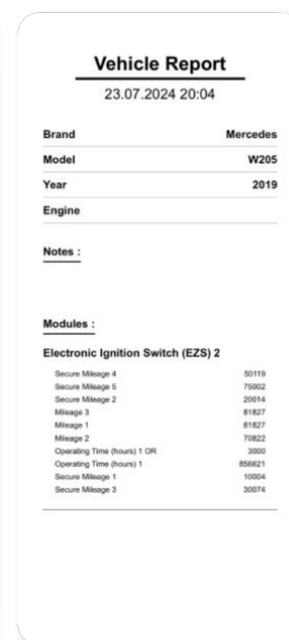 Vehicle Report
23.07.2024 20:04
Brand Mercedes
Model W205
Year 2019
Engine
Notes :
Modules :
Electronic Ignition Switch (EZS) 2
Secure Mileage 4 50119
Secure Mileage 5 75002
Secure Mileage 2 20014
Mileage 3 81827
Mileage 1 81827
Mileage 2 70822
Operating Time (hours) 1 OR 3000
Operating Time (hours) 1 856621
Secure Mileage 1 10004
Secure Mileage 3 30074